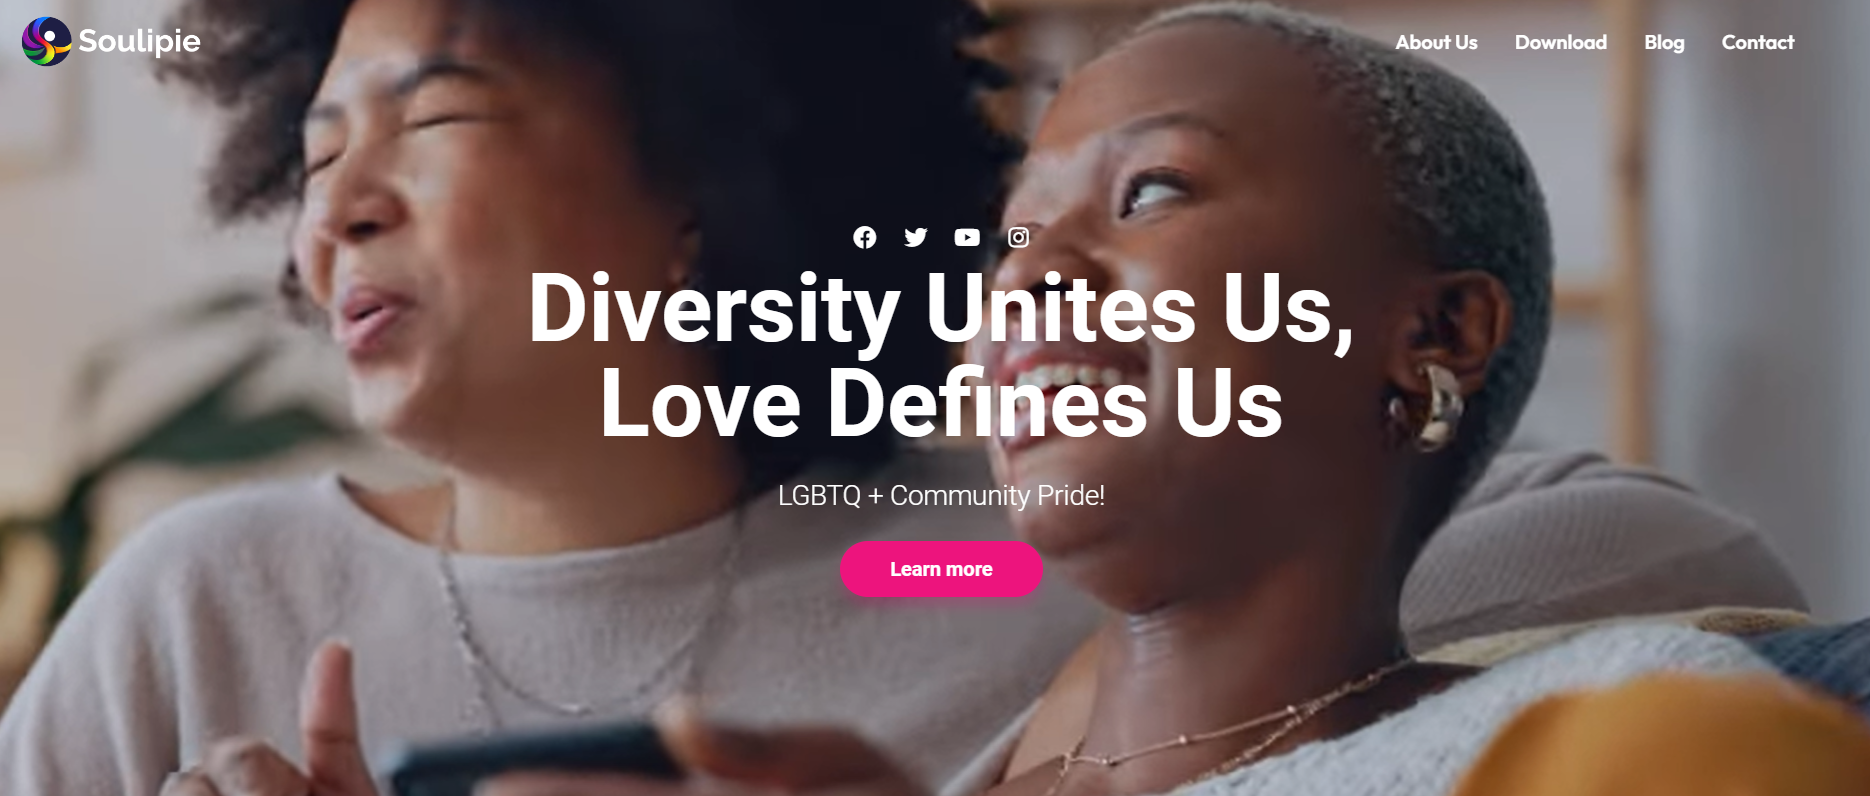 Soulipie
About Us
Download
Blog
Contact
Diversity Unites Us,
Love Defines Us
LGBTQ + Community Pride!
Learn more